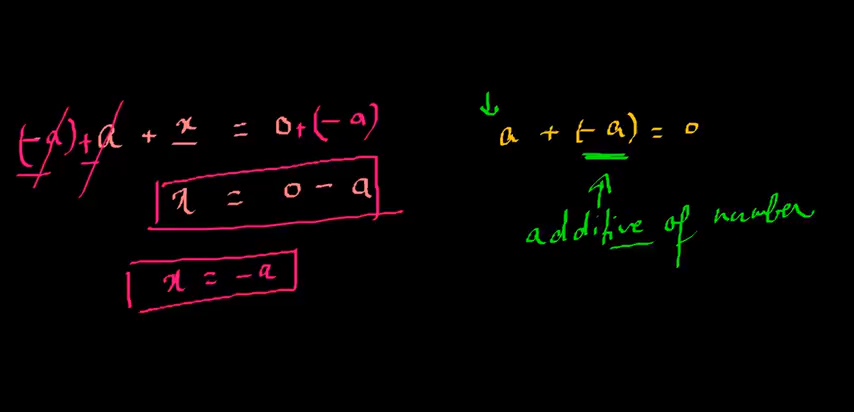 (-a) + a + x = 0 + (-a)
x = 0 - a
x = -a
a + (-a) = 0
additive of number